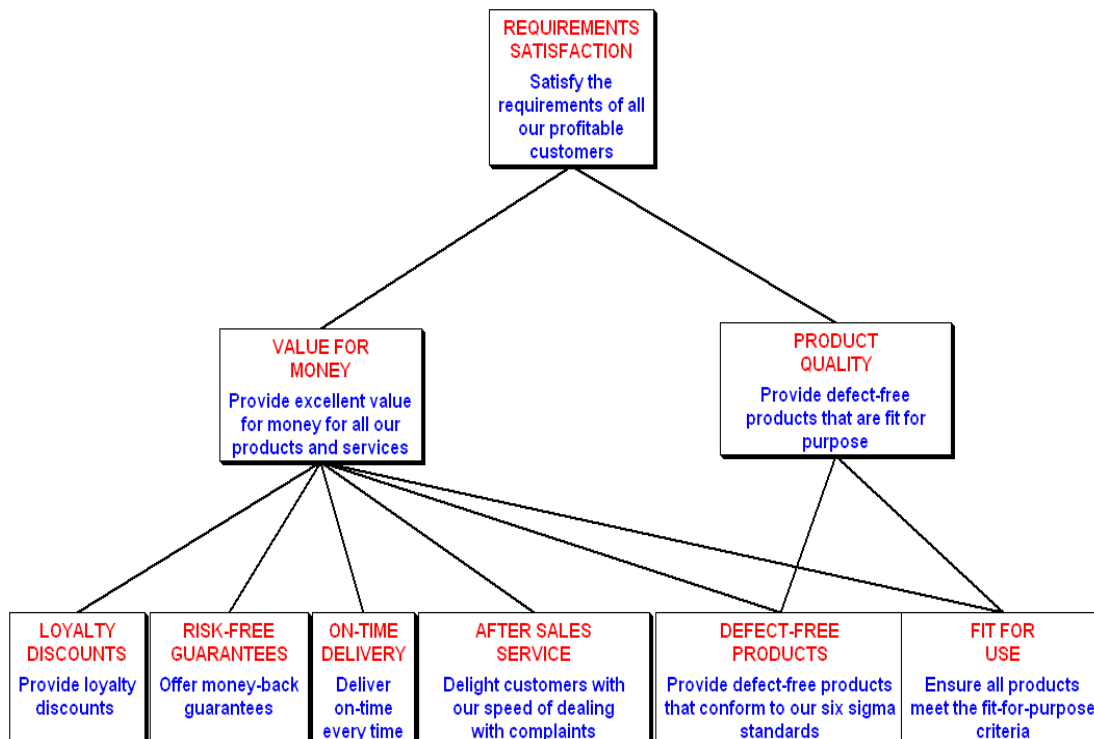 REQUIREMENTS
SATISFACTION
Satisfy the
requirements of all
our profitable
customers
VALUE FOR
MONEY
Provide excellent value
for money for all our
products and services
PRODUCT
QUALITY
Provide defect-free
products that are fit for
purpose
LOYALTY
DISCOUNTS
Provide loyalty
discounts
RISK-FREE
GUARANTEES
Offer money-back
guarantees
ON-TIME
DELIVERY
Deliver
on-time
every time
AFTER SALES
SERVICE
Delight customers with
our speed of dealing
with complaints
DEFECT-FREE
PRODUCTS
Provide defect-free products
that conform to our six sigma
standards
FIT FOR
USE
Ensure all products
meet the fit-for-purpose
criteria